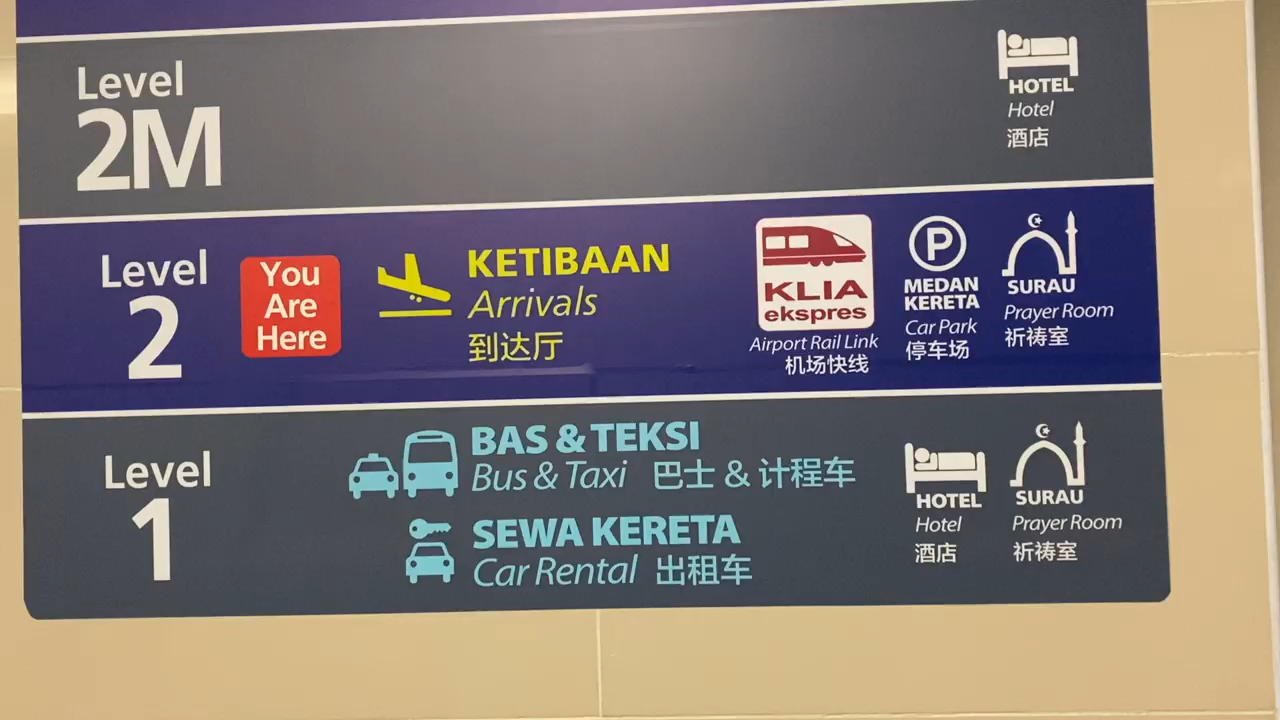 Level
2M
HOTEL
Hotel
酒店
Level
2
You
Are
Here
KETIBAAN
Arrivals
到达厅
KLIA
ekspres
Airport Rail Link
机场快线
P
MEDAN
KERETA
Car Park
停车场
SURAU
Prayer Room
祈祷室
Level
1
BAS & TEKSI
Bus & Taxi 巴士 & 计程车
SEWA KERETA
Car Rental 出租车
HOTEL
Hotel
酒店
SURAU
Prayer Room
祈祷室